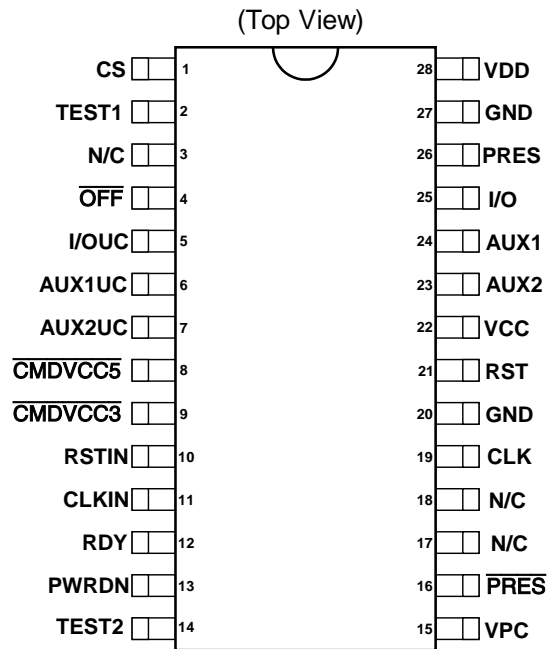 (Top View)
CS 1 28 VDD
TEST1 2 27 GND
N/C 3 26 PRES
OFF 4 25 I/O
I/OUC 5 24 AUX1
AUX1UC 6 23 AUX2
AUX2UC 7 22 VCC
CMDVCC5 8 21 RST
CMDVCC3 9 20 GND
RSTIN 10 19 CLK
CLKIN 11 18 N/C
RDY 12 17 N/C
PWRDN 13 16 PRES
TEST2 14 15 VPC